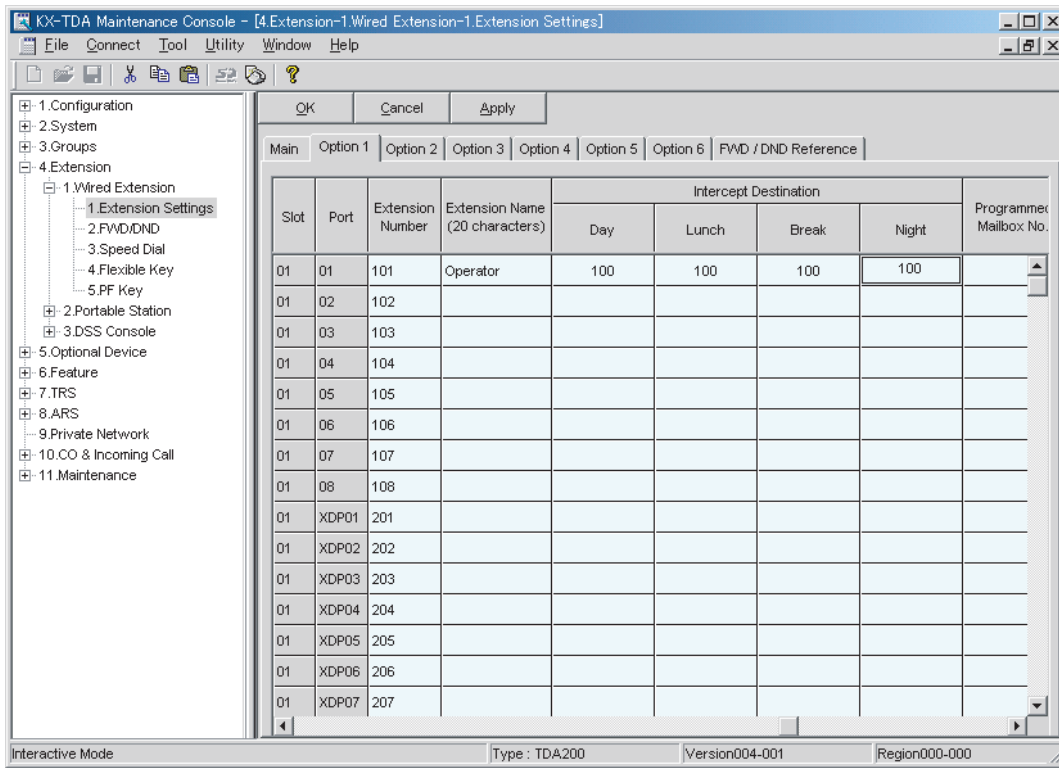 KX-TDA Maintenance Console - [4.Extension-1.Wired Extension-1.Extension Settings]
File Connect Tool Utility Window Help
1.Configuration
2.System
3.Groups
4.Extension
1.Wired Extension
1.Extension Settings
2.FWD/DND
3.Speed Dial
4.Flexible Key
5.PF Key
2.Portable Station
3.DSS Console
5.Optional Device
6.Feature
7.TRS
8.ARS
9.Private Network
10.CO & Incoming Call
11.Maintenance
OK Cancel Apply
Main Option 1 Option 2 Option 3 Option 4 Option 5 Option 6 FWD / DND Reference
Slot Port Extension Number Extension Name (20 characters) Intercept Destination Day Lunch Break Night Programmed Mailbox No.
01 01 101 Operator 100 100 100 100
01 02 102
01 03 103
01 04 104
01 05 105
01 06 106
01 07 107
01 08 108
01 XDP01 201
01 XDP02 202
01 XDP03 203
01 XDP04 204
01 XDP05 205
01 XDP06 206
01 XDP07 207
Interactive Mode Type : TDA200 Version004-001 Region000-000